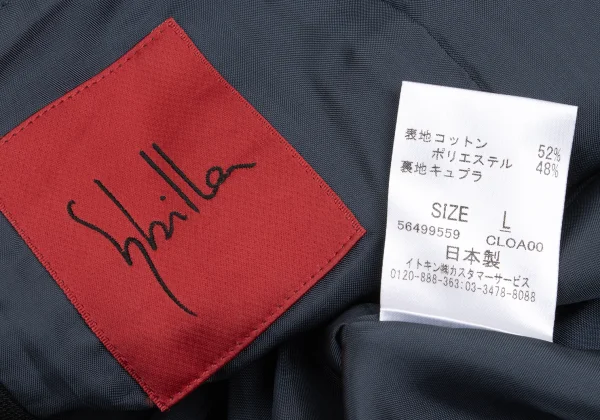 Sybilla
表地コットン 52%
ポリエステル 48%
裏地キュプラ
SIZE L
56499559 CLOA00
日本製
イトキン㈱カスタマーサービス
0120-888-363:03-3478-8088